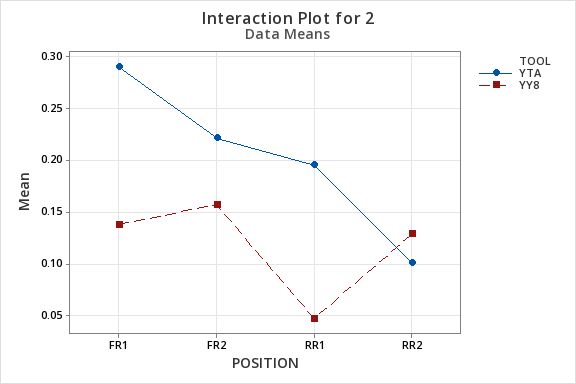 Interaction Plot for 2
Data Means
0.30
0.25
0.20
0.15
0.10
0.05
Mean
FR1 FR2 RR1 RR2
POSITION
TOOL
YTA
YY8